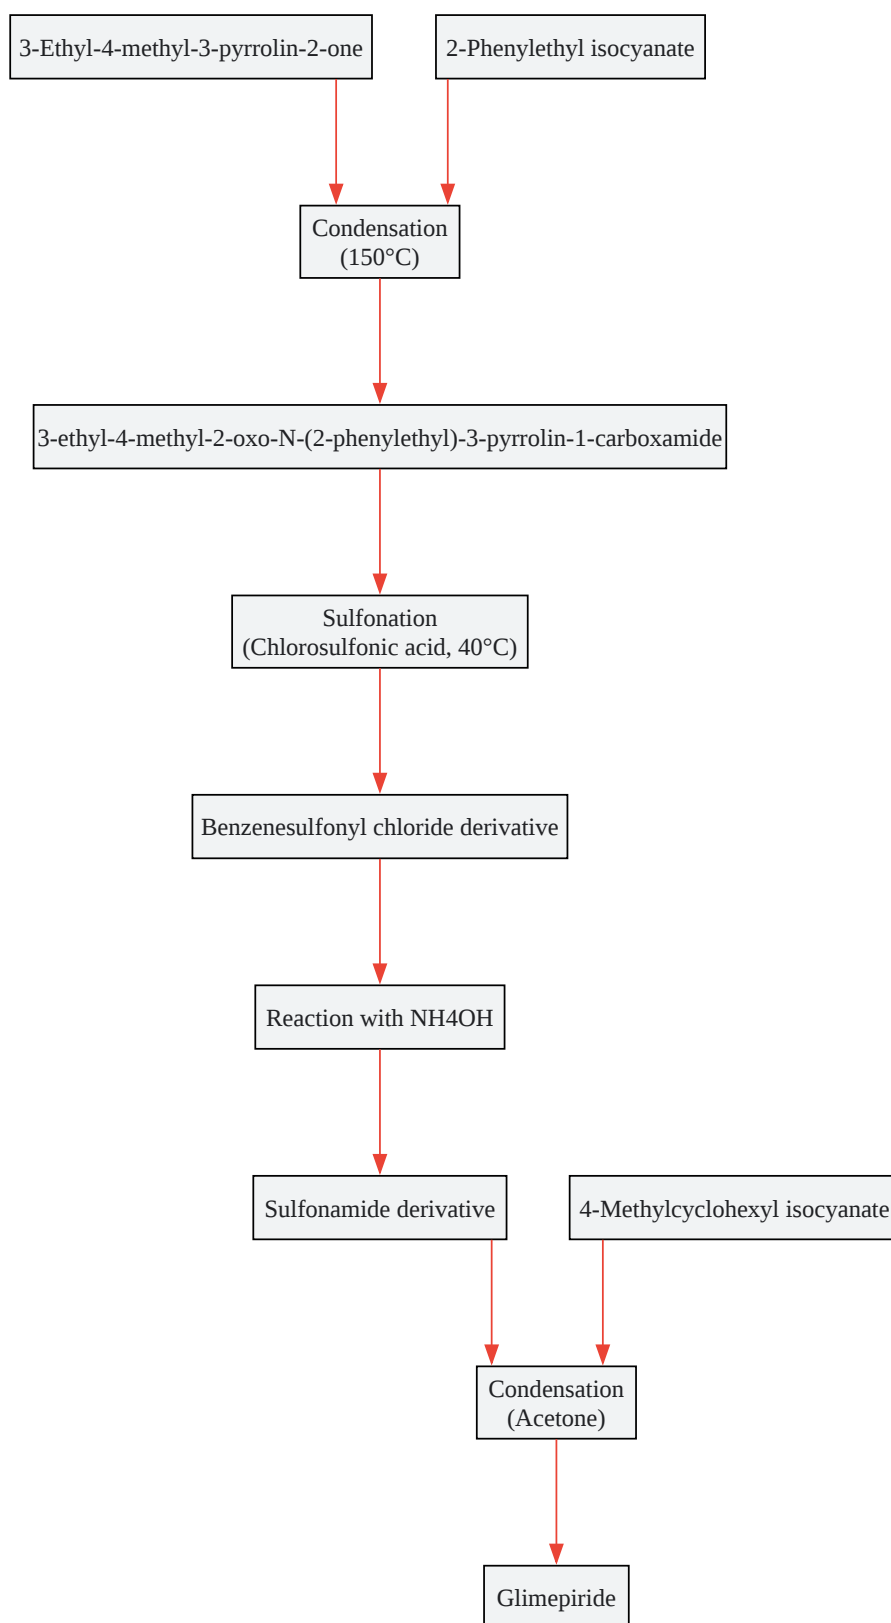 3-Ethyl-4-methyl-3-pyrrolin-2-one
2-Phenylethyl isocyanate
Condensation
(150°C)
3-ethyl-4-methyl-2-oxo-N-(2-phenylethyl)-3-pyrrolin-1-carboxamide
Sulfonation
(Chlorosulfonic acid, 40°C)
Benzenesulfonyl chloride derivative
Reaction with NH4OH
Sulfonamide derivative
4-Methylcyclohexyl isocyanate
Condensation
(Acetone)
Glimepiride